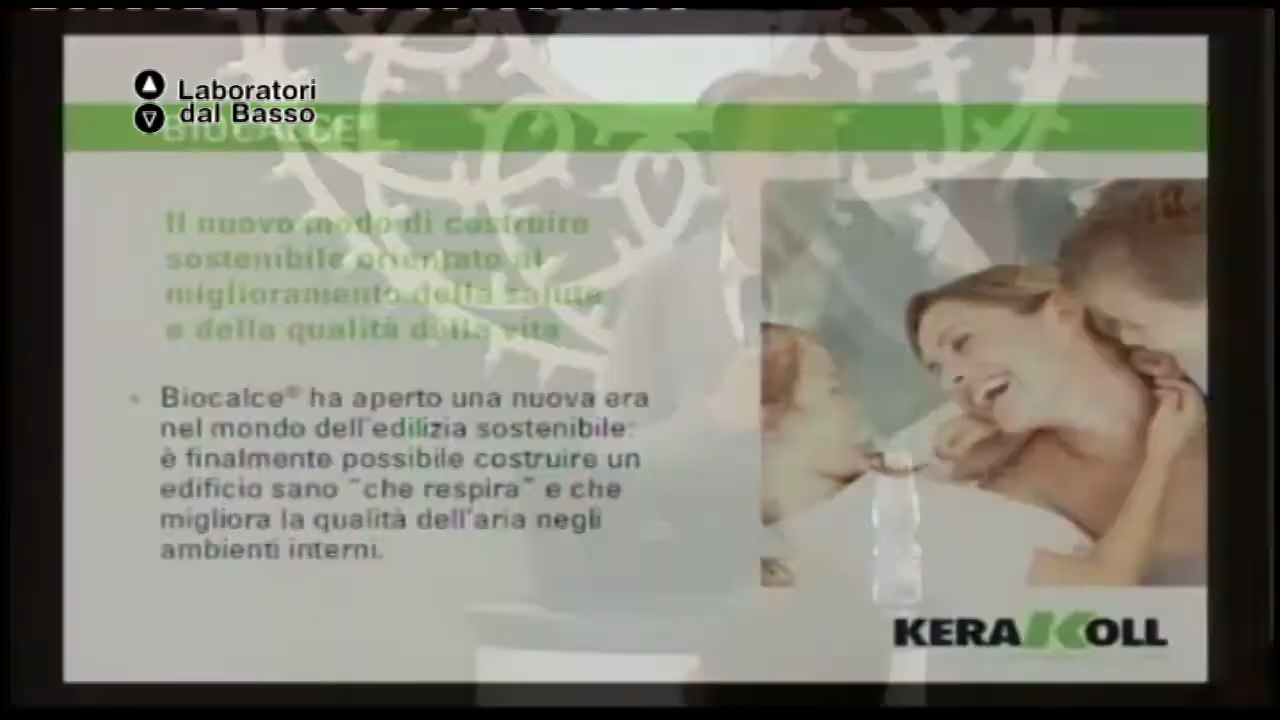 Laboratori
dal Basso
BIOCALCE®
Il nuovo modo di costruire
sostenibile orientato al
miglioramento della salute
e della qualità della vita
Biocalce® ha aperto una nuova era
nel mondo dell'edilizia sostenibile:
è finalmente possibile costruire un
edificio sano "che respira" e che
migliora la qualità dell'aria negli
ambienti interni.
KERAKOLL